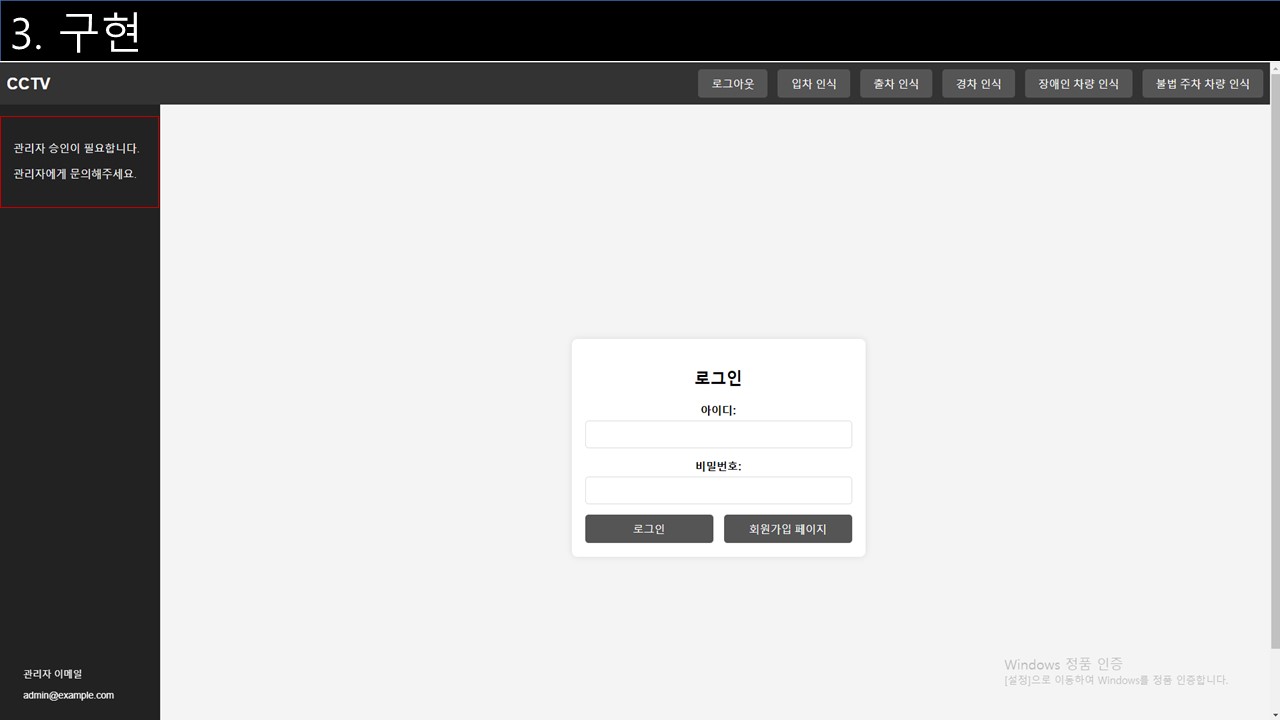 3. 구현
CCTV
로그아웃
입차 인식
출차 인식
경차 인식
장애인 차량 인식
불법 주차 차량 인식
관리자 승인이 필요합니다.
관리자에게 문의해주세요.
로그인
아이디:
비밀번호:
로그인
회원가입 페이지
관리자 이메일
admin@example.com
Windows 정품 인증
[설정]으로 이동하여 Windows를 정품 인증합니다.